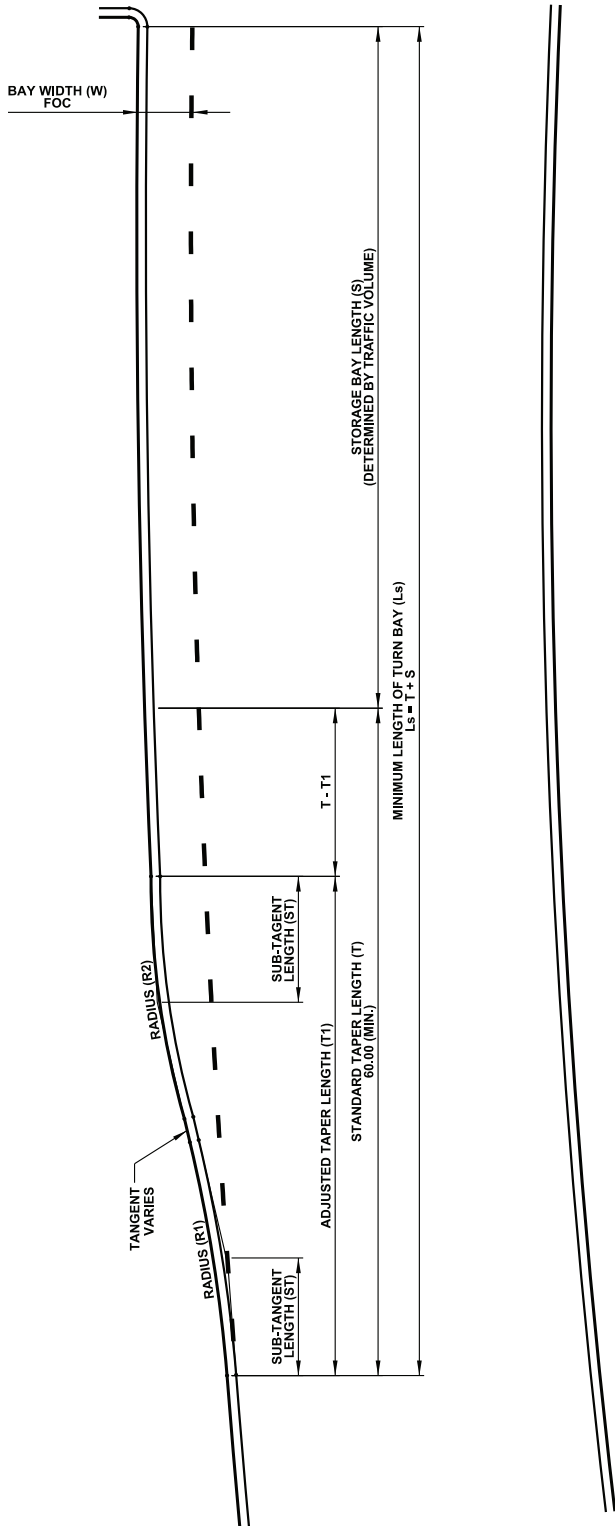 BAY WIDTH (W)
FOC
STORAGE BAY LENGTH (S)
(DETERMINED BY TRAFFIC VOLUME)
MINIMUM LENGTH OF TURN BAY (Ls)
Ls = T + S
T - T1
SUB-TAGENT
LENGTH (ST)
RADIUS (R2)
STANDARD TAPER LENGTH (T)
60.00 (MIN.)
ADJUSTED TAPER LENGTH (T1)
TANGENT
VARIES
RADIUS (R1)
SUB-TANGENT
LENGTH (ST)